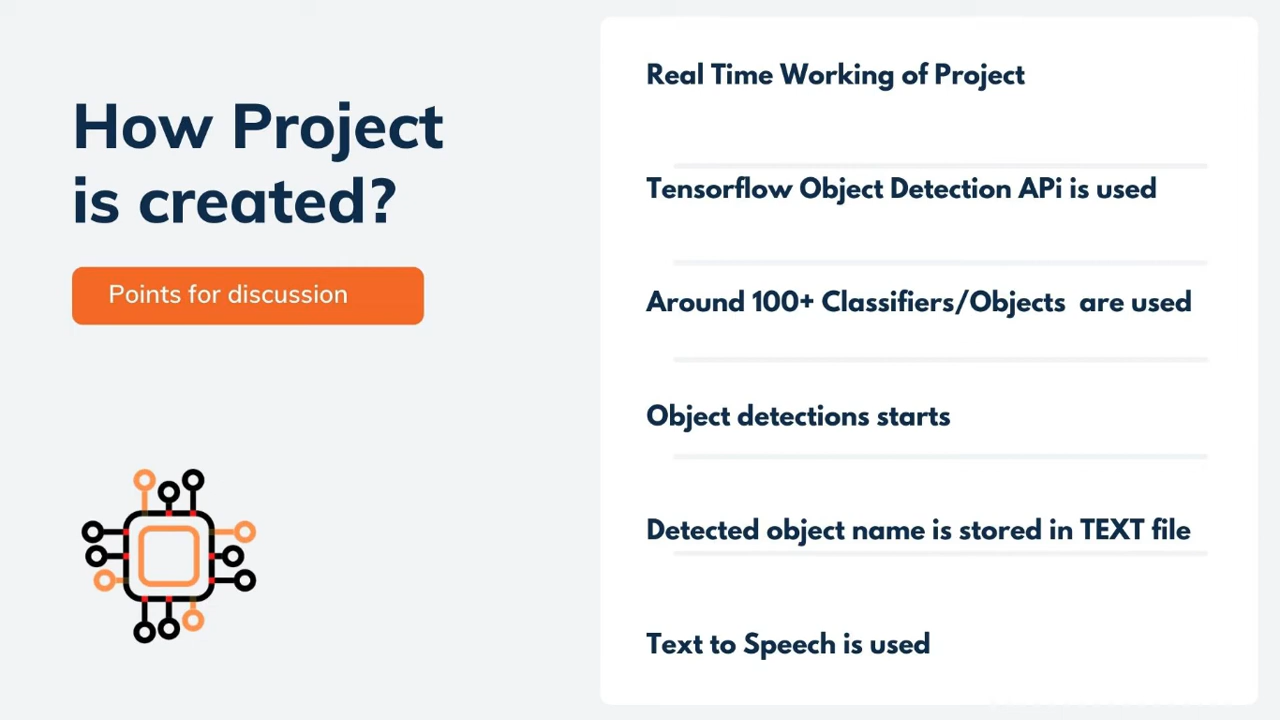 How Project
is created?
Points for discussion
Real Time Working of Project
Tensorflow Object Detection APi is used
Around 100+ Classifiers/Objects  are used
Object detections starts
Detected object name is stored in TEXT file
Text to Speech is used